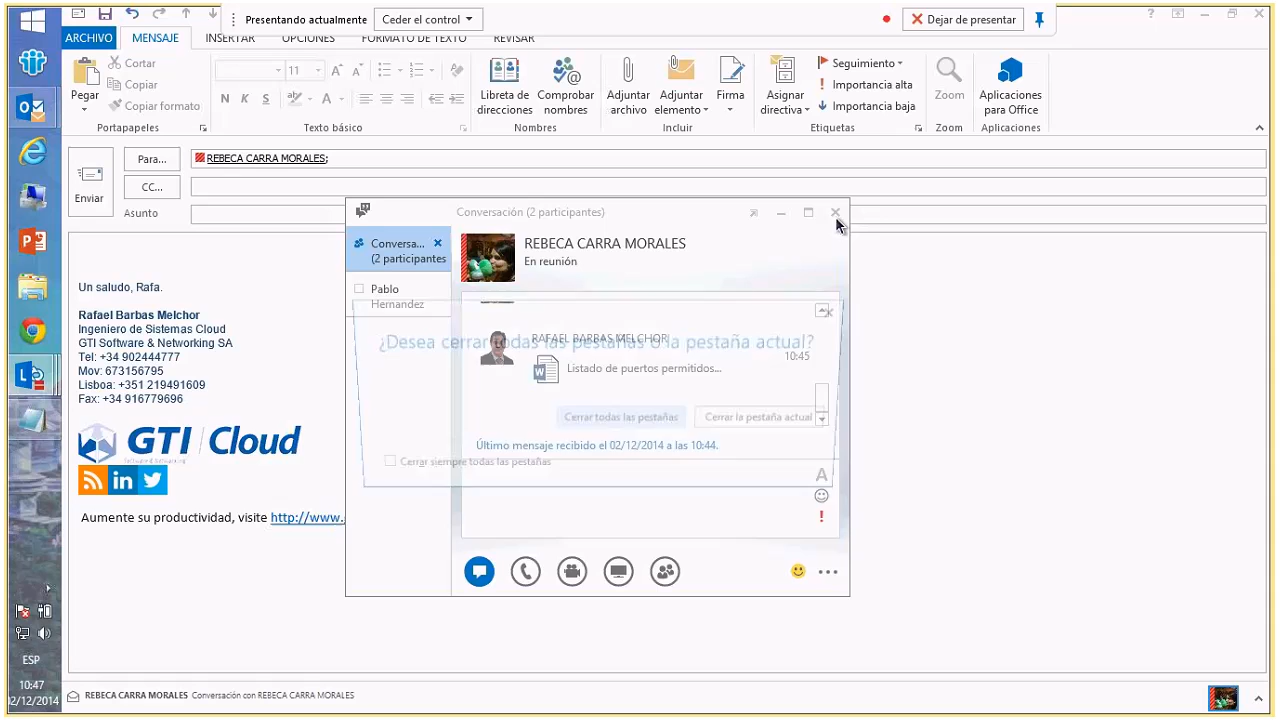 Presentando actualmente
Ceder el control
Dejar de presentar
ARCHIVO
MENSAJE
INSERTAR
OPCIONES
FORMATO DE TEXTO
REVISAR
Pegar
Cortar
Copiar
Copiar formato
Portapapeles
11
N K S
A
Texto básico
Libreta de direcciones
Comprobar nombres
Nombres
Adjuntar archivo
Adjuntar elemento
Firma
Incluir
Asignar directiva
Seguimiento
Importancia alta
Importancia baja
Etiquetas
Zoom
Zoom
Aplicaciones para Office
Aplicaciones
Enviar
Para...
REBECA CARRA MORALES;
CC...
Asunto
Un saludo, Rafa.
Rafael Barbas Melchor
Ingeniero de Sistemas Cloud
GTI Software & Networking SA
Tel: +34 902444777
Mov: 673156795
Lisboa: +351 219491609
Fax: +34 916779696
GTI Cloud
Software & Networking
Aumente su productividad, visite http://www.
Conversación (2 participantes)
Conversa...
(2 participantes
Pablo
Hernandez
REBECA CARRA MORALES
En reunión
RAFAEL BARBAS MELCHOR
¿Desea cerrar todas las pestañas o la pestaña actual?
10:45
Listado de puertos permitidos...
Cerrar todas las pestañas
Cerrar la pestaña actual
Último mensaje recibido el 02/12/2014 a las 10:44.
Cerrar siempre todas las pestañas
ESP
10:47
02/12/2014
REBECA CARRA MORALES Conversación con REBECA CARRA MORALES